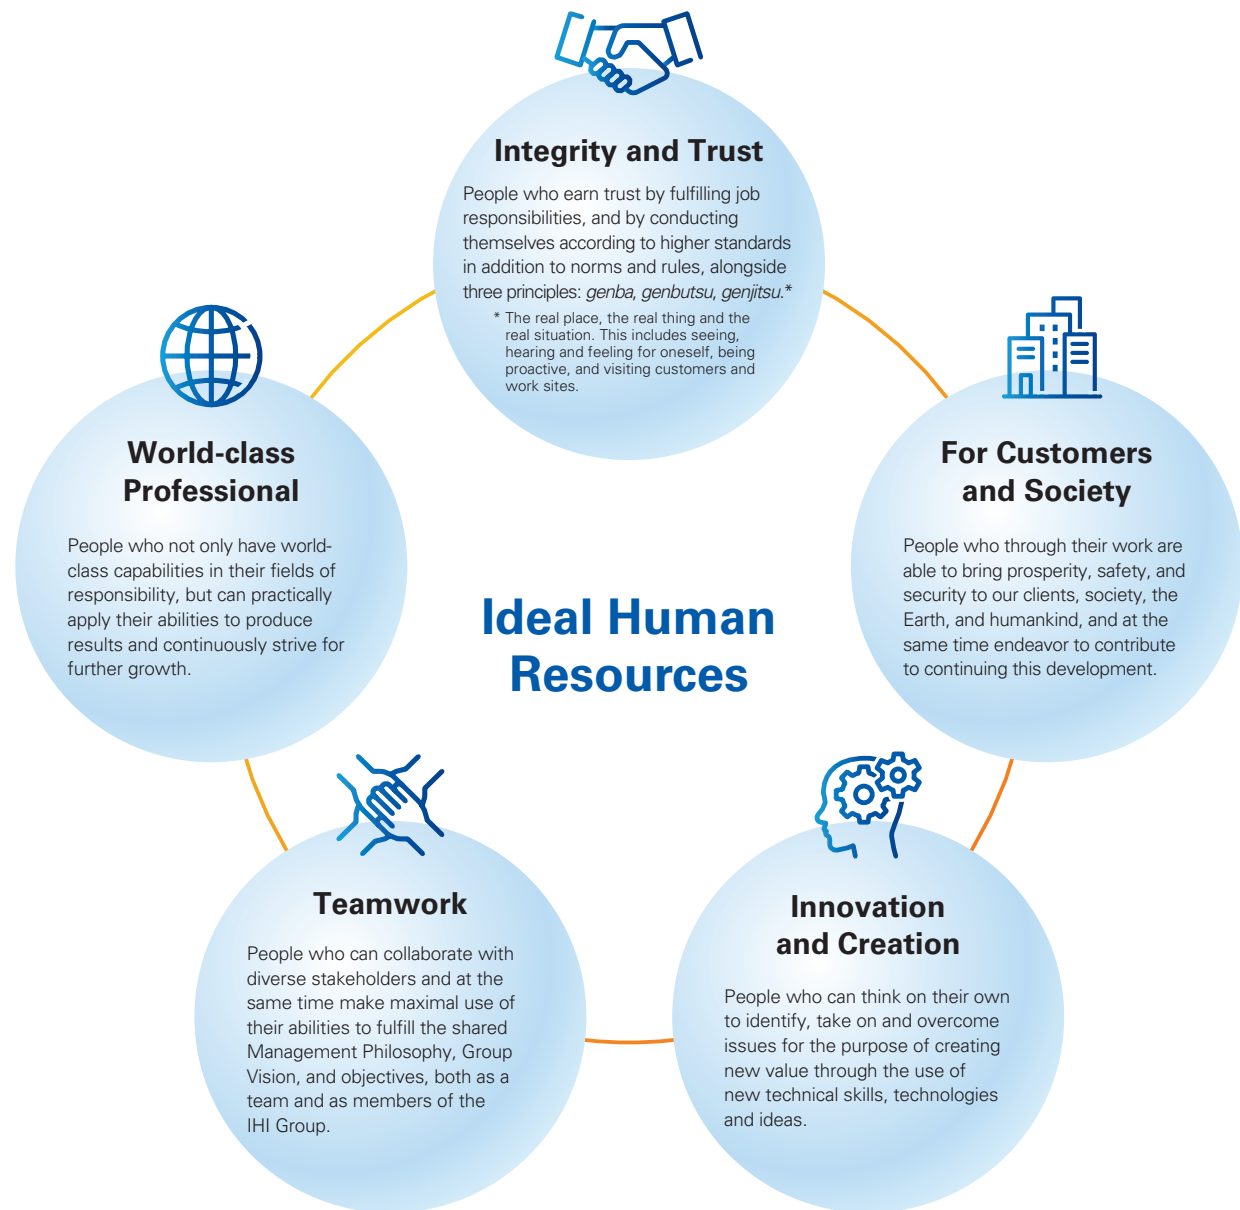 Integrity and Trust
People who earn trust by fulfilling job
responsibilities, and by conducting
themselves according to higher standards
in addition to norms and rules, alongside
three principles: genba, genbutsu, genjitsu.*
* The real place, the real thing and the
real situation. This includes seeing,
hearing and feeling for oneself, being
proactive, and visiting customers and
work sites.
World-class
Professional
People who not only have world-
class capabilities in their fields of
responsibility, but can practically
apply their abilities to produce
results and continuously strive for
further growth.
For Customers
and Society
People who through their work are
able to bring prosperity, safety, and
security to our clients, society, the
Earth, and humankind, and at the
same time endeavor to contribute
to continuing this development.
Ideal Human
Resources
Teamwork
People who can collaborate with
diverse stakeholders and at the
same time make maximal use of
their abilities to fulfill the shared
Management Philosophy, Group
Vision, and objectives, both as a
team and as members of the
IHI Group.
Innovation
and Creation
People who can think on their own
to identify, take on and overcome
issues for the purpose of creating
new value through the use of
new technical skills, technologies
and ideas.